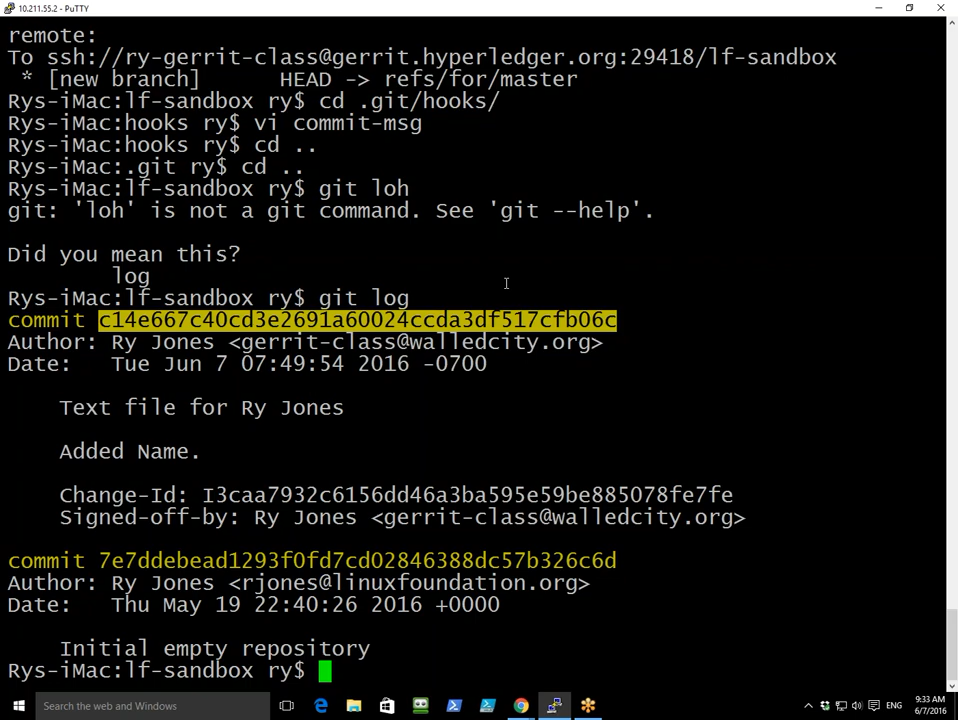 10.211.55.2 - PuTTY
remote:
To ssh://ry-gerrit-class@gerrit.hyperledger.org:29418/lf-sandbox
* [new branch]      HEAD -> refs/for/master
Rys-iMac:lf-sandbox ry$ cd .git/hooks/
Rys-iMac:hooks ry$ vi commit-msg
Rys-iMac:hooks ry$ cd ..
Rys-iMac:.git ry$ cd ..
Rys-iMac:lf-sandbox ry$ git loh
git: 'loh' is not a git command. See 'git --help'.
Did you mean this?
log
Rys-iMac:lf-sandbox ry$ git log
commit c14e667c40cd3e2691a60024ccda3df517cfb06c
Author: Ry Jones <gerrit-class@walledcity.org>
Date:   Tue Jun 7 07:49:54 2016 -0700
Text file for Ry Jones
Added Name.
Change-Id: I3caa7932c6156dd46a3ba595e59be885078fe7fe
Signed-off-by: Ry Jones <gerrit-class@walledcity.org>
commit 7e7ddebead1293f0fd7cd02846388dc57b326c6d
Author: Ry Jones <rjones@linuxfoundation.org>
Date:   Thu May 19 22:40:26 2016 +0000
Initial empty repository
Rys-iMac:lf-sandbox ry$
Search the web and Windows
ENG
9:33 AM
6/7/2016